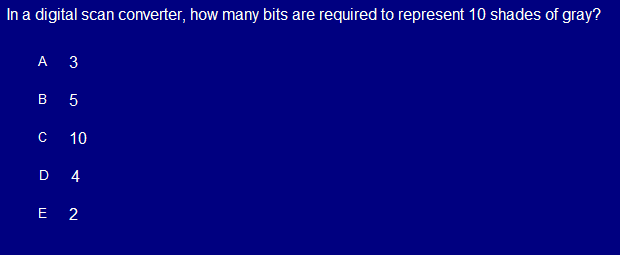 In a digital scan converter, how many bits are required to represent 10 shades of gray?
A 3
B 5
C 10
D 4
E 2